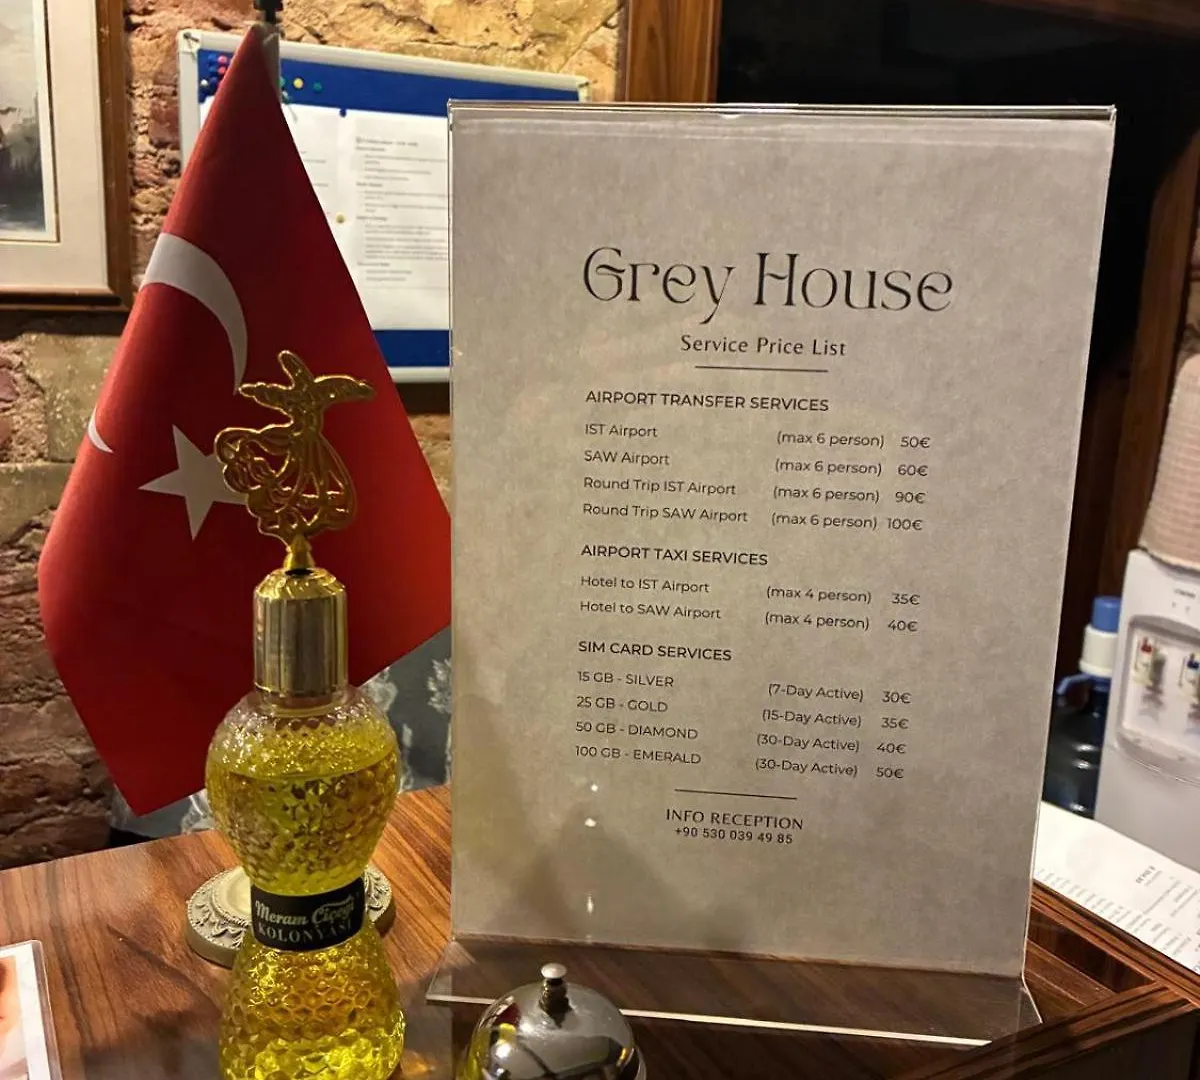 Grey House
Service Price List
AIRPORT TRANSFER SERVICES
IST Airport (max 6 person) 50€
SAW Airport (max 6 person) 60€
Round Trip IST Airport (max 6 person) 90€
Round Trip SAW Airport (max 6 person) 100€
AIRPORT TAXI SERVICES
Hotel to IST Airport (max 4 person) 35€
Hotel to SAW Airport (max 4 person) 40€
SIM CARD SERVICES
15 GB - SILVER (7-Day Active) 30€
25 GB - GOLD (15-Day Active) 35€
50 GB - DIAMOND (30-Day Active) 40€
100 GB - EMERALD (30-Day Active) 50€
INFO RECEPTION
+90 530 039 49 85
Meram Çiçeği
KOLONYASI